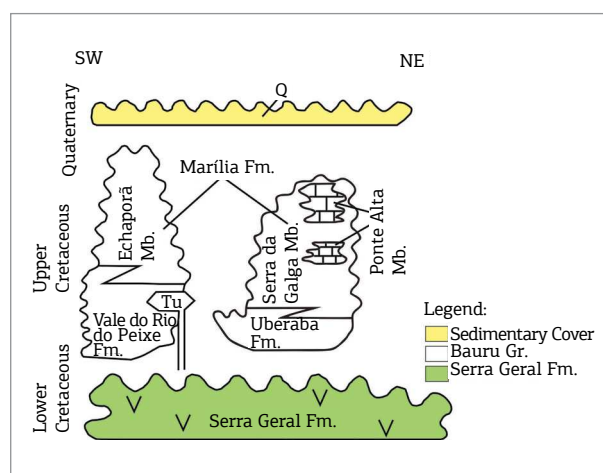 SW
NE
Q
Quaternary
Marília Fm.
Echaporã
Mb.
Serra da
Galga Mb.
Ponte Alta
Mb.
Upper
Cretaceous
Tu
Vale do Rio
do Peixe
Fm.
Uberaba
Fm.
Legend:
Sedimentary Cover
Bauru Gr.
Serra Geral Fm.
Lower
Cretaceous
Serra Geral Fm.